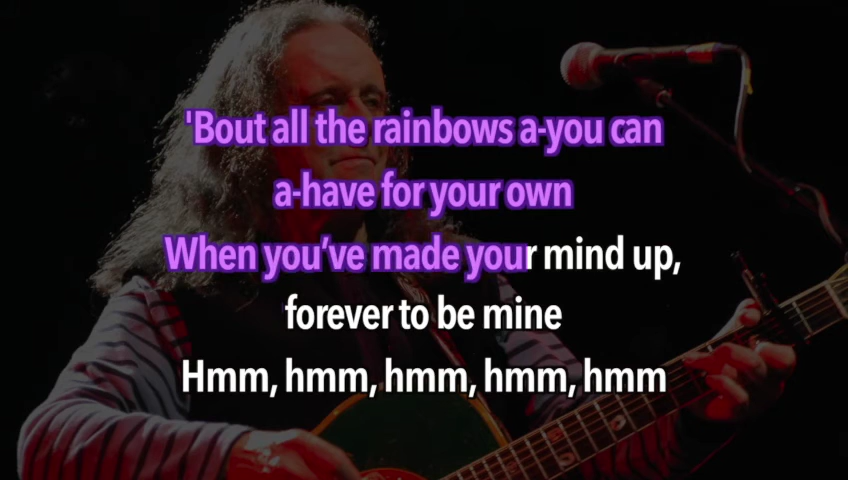 'Bout all the rainbows a-you can
a-have for your own
When you’ve made your mind up,
forever to be mine
Hmm, hmm, hmm, hmm, hmm